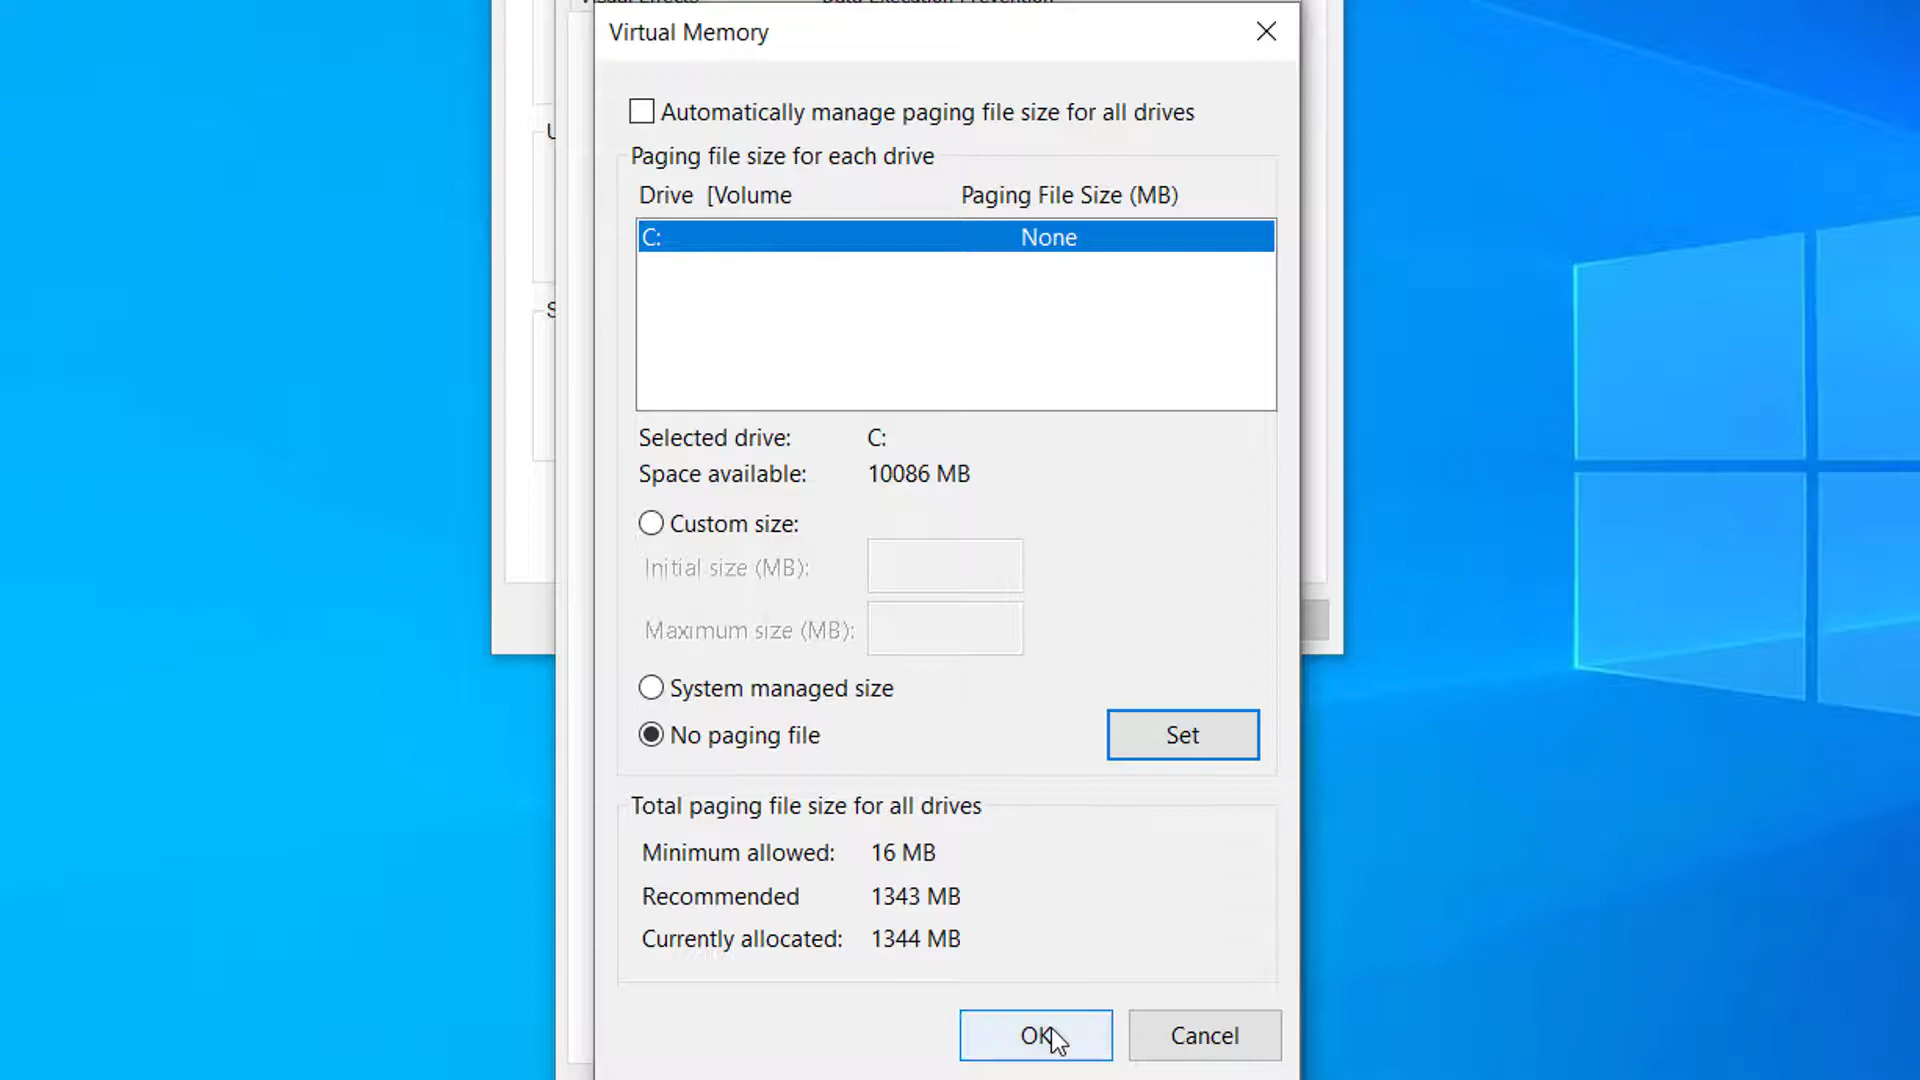 Virtual Memory
Automatically manage paging file size for all drives
Paging file size for each drive
Drive [Volume Paging File Size (MB)
C: None
Selected drive: C:
Space available: 10086 MB
Custom size:
Initial size (MB):
Maximum size (MB):
System managed size
No paging file
Set
Total paging file size for all drives
Minimum allowed: 16 MB
Recommended 1343 MB
Currently allocated: 1344 MB
OK Cancel